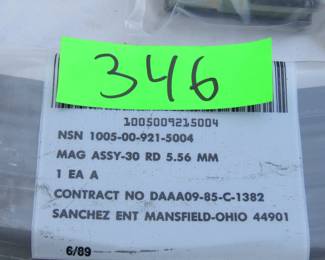 346
1005009215004
NSN 1005-00-921-5004
MAG ASSY-30 RD 5.56 MM
1 EA A
CONTRACT NO DAAA09-85-C-1382
SANCHEZ ENT MANSFIELD-OHIO 44901
6/89